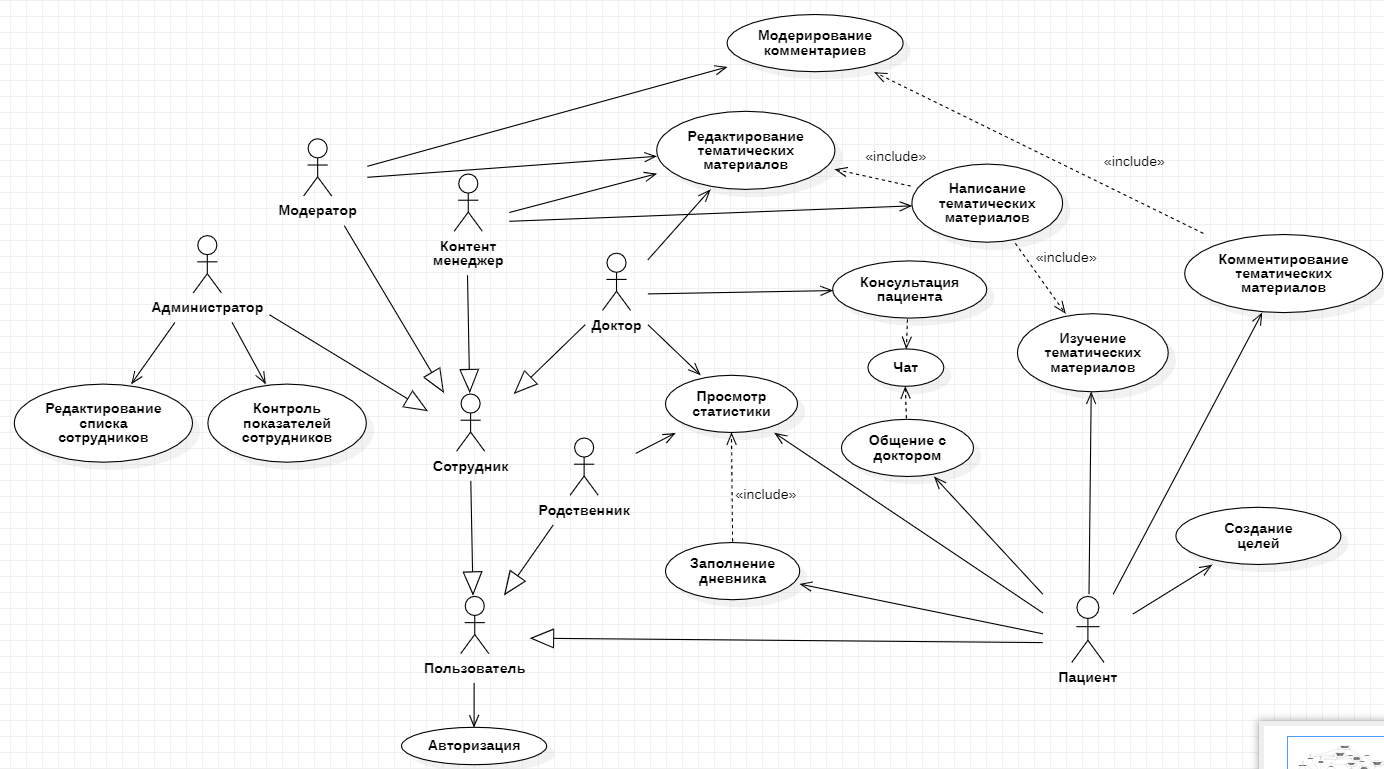 Модерирование
комментариев
Редактирование
тематических
материалов
«include»
«include»
Модератор
Контент
менеджер
Написание
тематических
материалов
«include»
Комментирование
тематических
материалов
Администратор
Доктор
Консультация
пациента
Изучение
тематических
материалов
Чат
Редактирование
списка
сотрудников
Контроль
показателей
сотрудников
Просмотр
статистики
Общение с
доктором
Сотрудник
Родственник
«include»
Создание
целей
Заполнение
дневника
Пользователь
Пациент
Авторизация